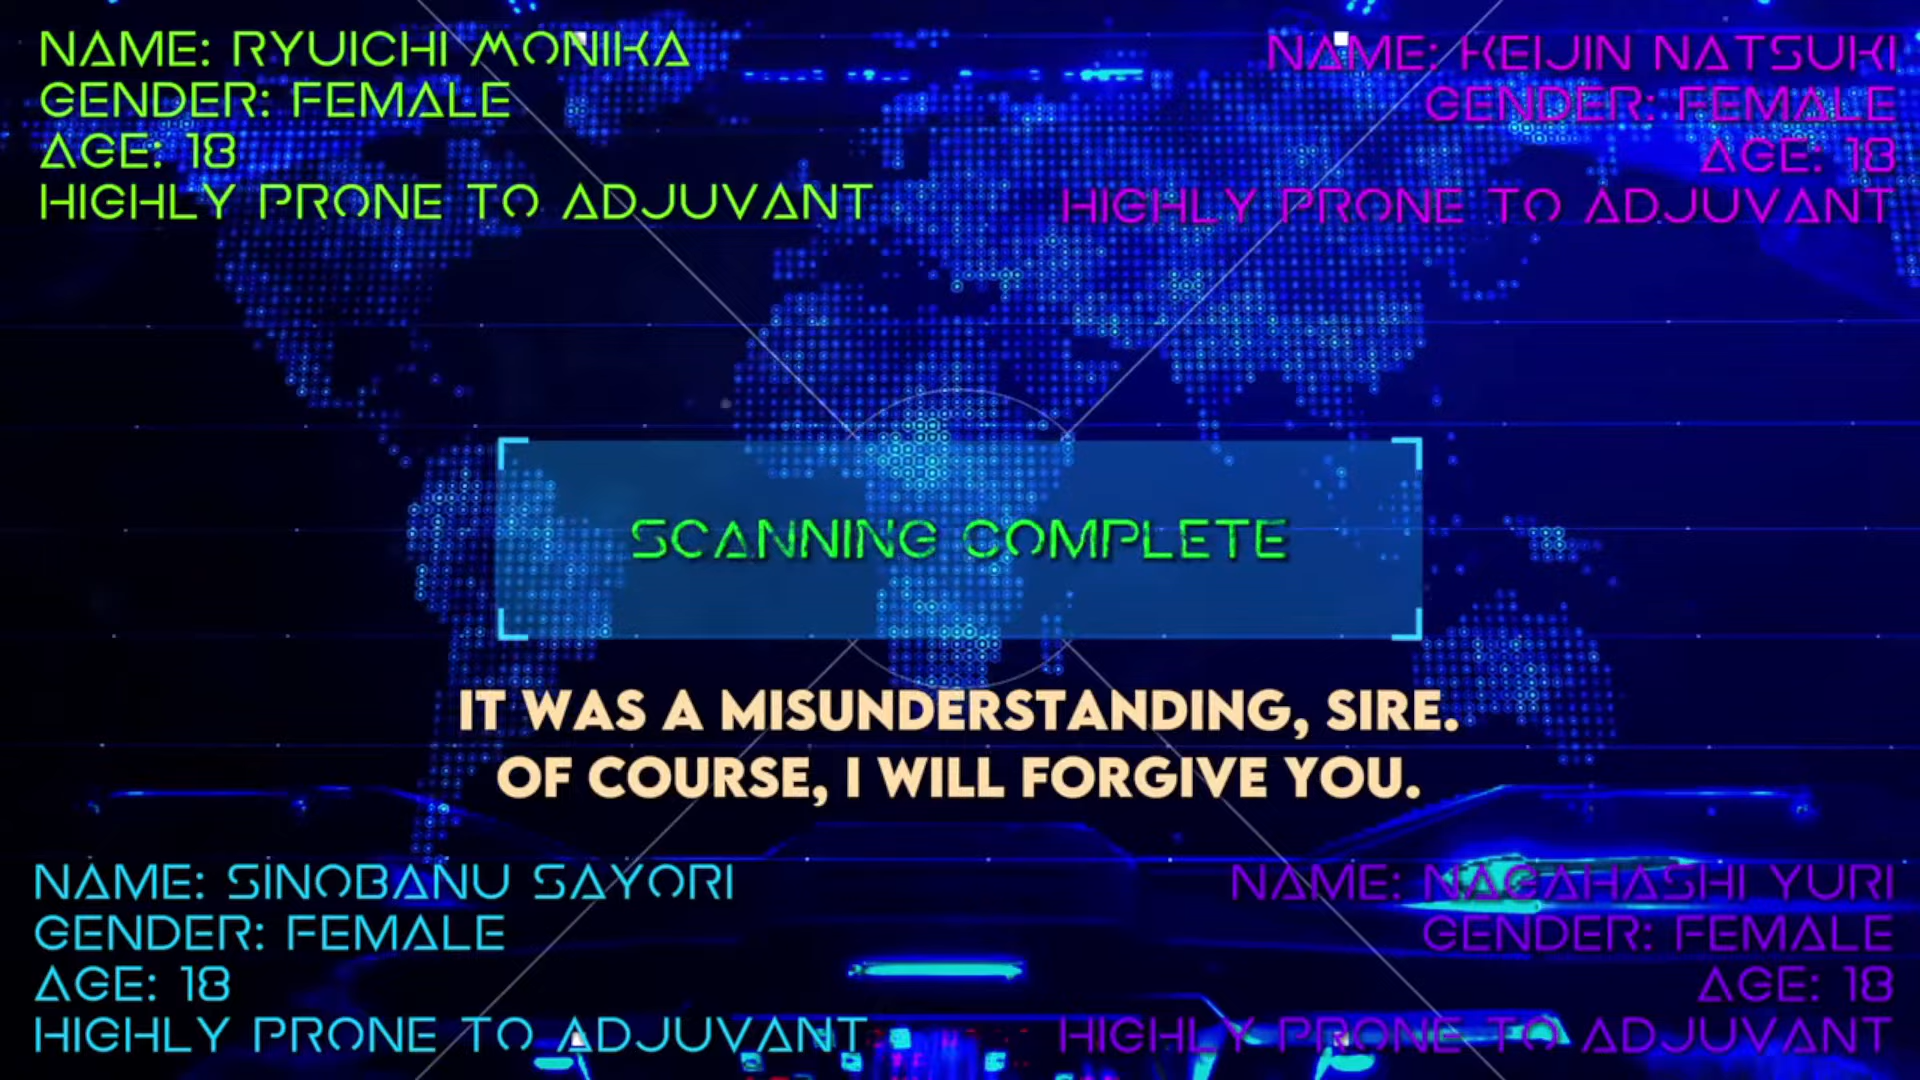 NAME: RYUICHI MONIKA
GENDER: FEMALE
AGE: 18
HIGHLY PRONE TO ADJUVANT
NAME: KEIJIN NATSUKI
GENDER: FEMALE
AGE: 18
HIGHLY PRONE TO ADJUVANT
SCANNING COMPLETE
IT WAS A MISUNDERSTANDING, SIRE.
OF COURSE, I WILL FORGIVE YOU.
NAME: SINOBANU SAYORI
GENDER: FEMALE
AGE: 18
HIGHLY PRONE TO ADJUVANT
NAME: NAGAHASHI YURI
GENDER: FEMALE
AGE: 18
HIGHLY PRONE TO ADJUVANT